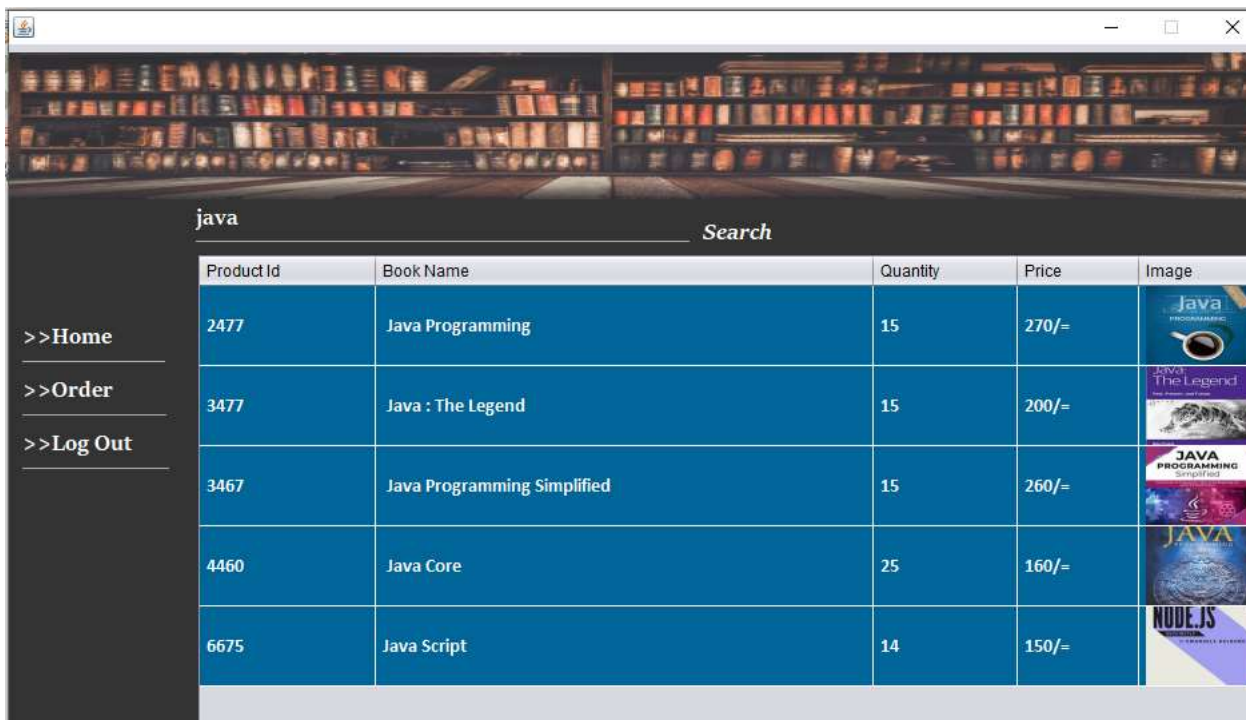 java
Search
Product Id Book Name Quantity Price Image
>>Home
>>Order
>>Log Out
2477 Java Programming 15 270/=
Java
PROGRAMMING
3477 Java : The Legend 15 200/=
Java:
The Legend
3467 Java Programming Simplified 15 260/=
JAVA
PROGRAMMING
Simplified
4460 Java Core 25 160/=
JAVA
6675 Java Script 14 150/=
NODE.JS